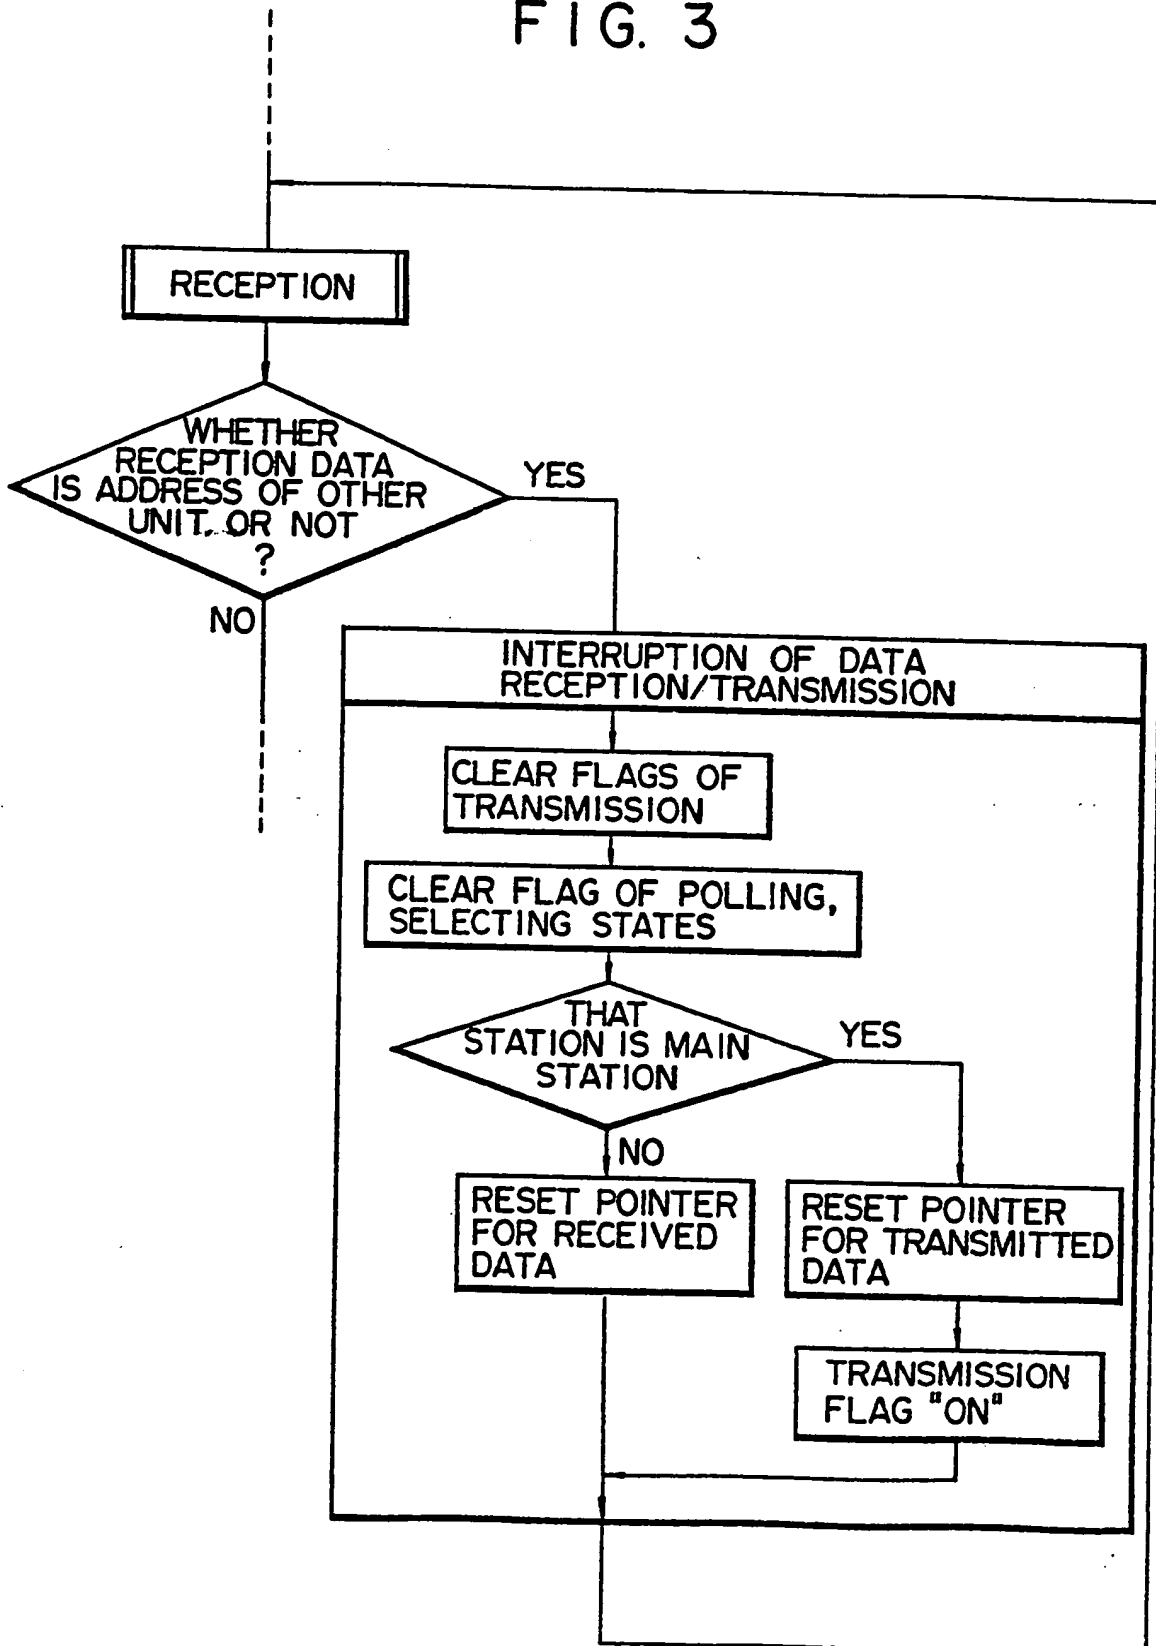 FIG. 3
RECEPTION
WHETHER
RECEPTION DATA
IS ADDRESS OF OTHER
UNIT, OR NOT
?
YES
NO
INTERRUPTION OF DATA
RECEPTION/TRANSMISSION
CLEAR FLAGS OF
TRANSMISSION
CLEAR FLAG OF POLLING,
SELECTING STATES
THAT
STATION IS MAIN
STATION
YES
NO
RESET POINTER
FOR RECEIVED
DATA
RESET POINTER
FOR TRANSMITTED
DATA
TRANSMISSION
FLAG "ON"